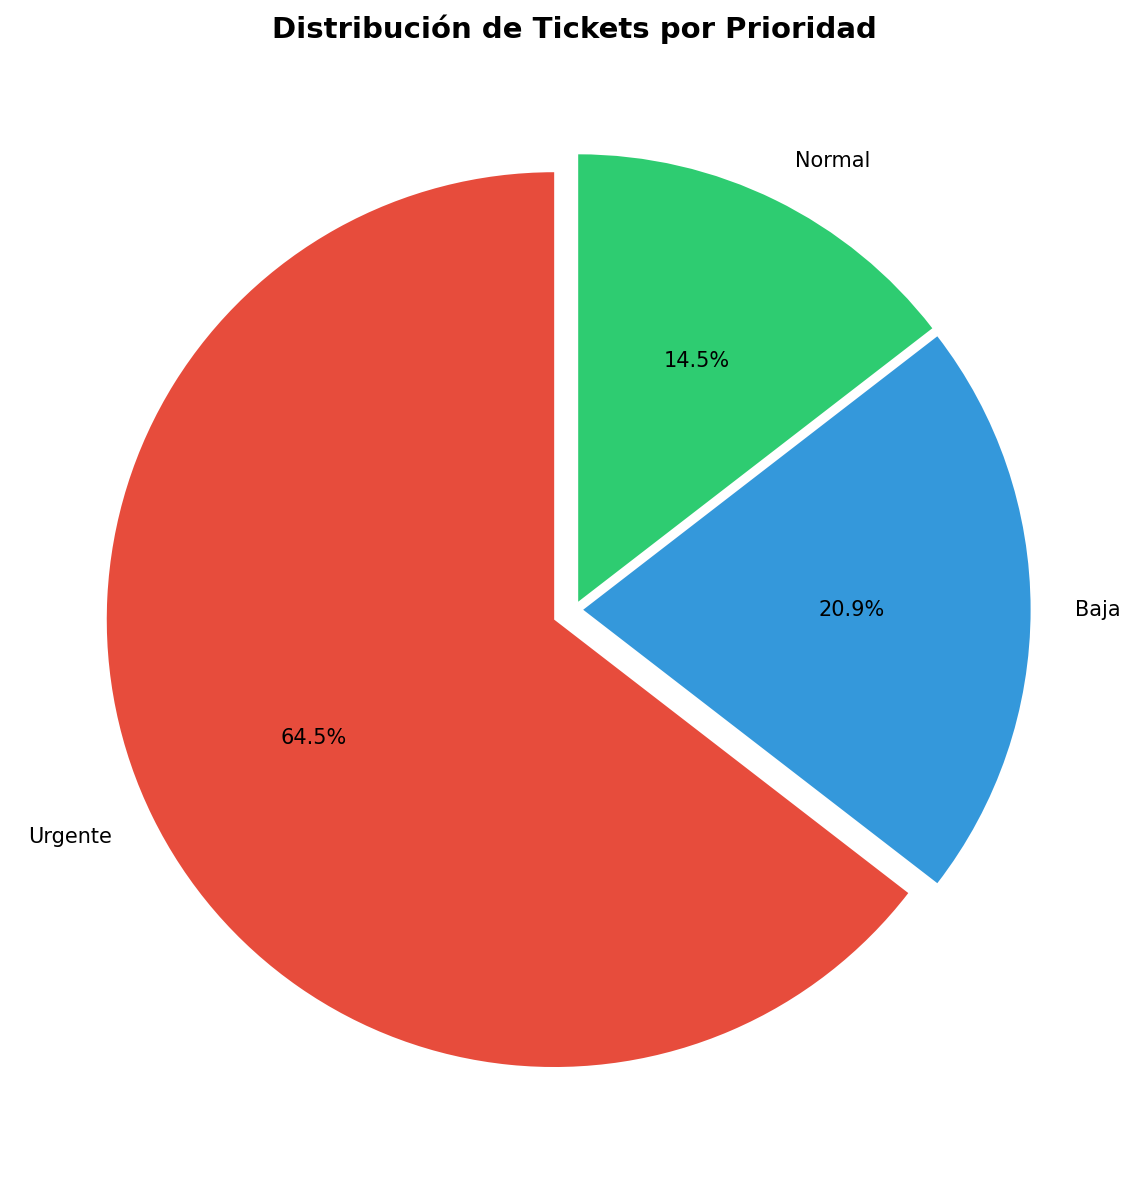 Distribución de Tickets por Prioridad
Normal
14.5%
20.9%
Baja
64.5%
Urgente